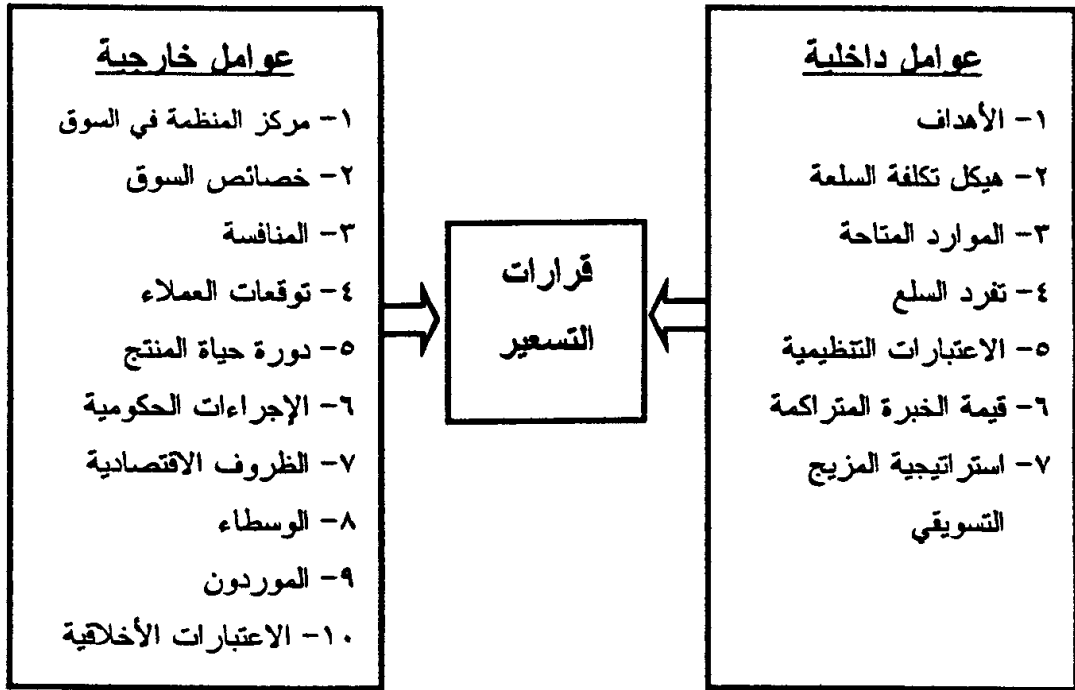 عوامل داخلية
١- الأهداف
٢- هيكل تكلفة السلعة
٣- الموارد المتاحة
٤- تفرد السلع
٥- الاعتبارات التنظيمية
٦- قيمة الخبرة المتراكمة
٧- استراتيجية المزيج
التسويقي
قرارات
التسعير
عوامل خارجية
١- مركز المنظمة في السوق
٢- خصائص السوق
٣- المنافسة
٤- توقعات العملاء
٥- دورة حياة المنتج
٦- الإجراءات الحكومية
٧- الظروف الاقتصادية
٨- الوسطاء
٩- الموردون
١٠- الاعتبارات الأخلاقية